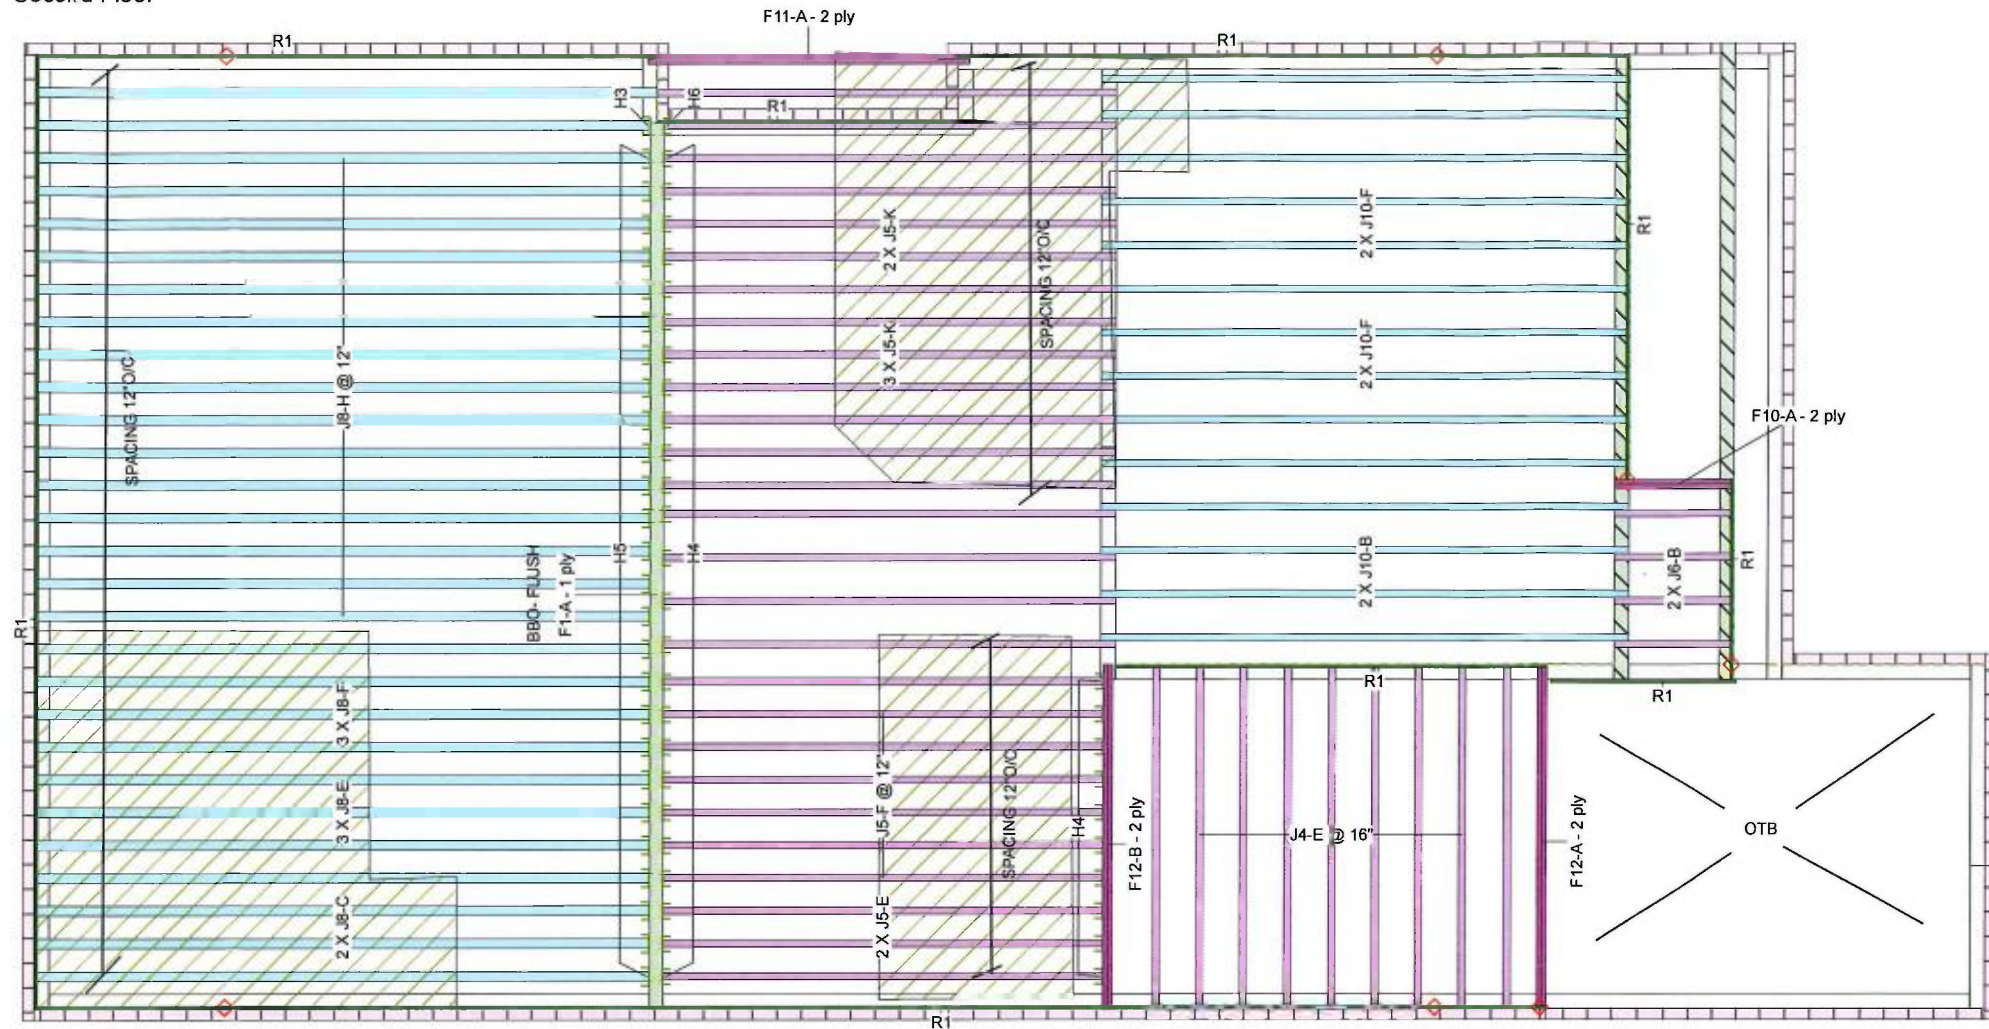 F11-A - 2 ply
R1
R1
H3
H6
R1
2 X J5-K
SPACING 12"O/C
2 X J10-F
R1
SPACING 12"O/C
J8-H @ 12"
3 X J5-K
2 X J10-F
F10-A - 2 ply
BBO- FLUSH
F1-A - 1 ply
H5
H4
2 X J10-B
2 X J6-B
R1
R1
3 X J8-F
R1
R1
3 X J8-E
J5-F @ 12"
SPACING 12"O/C
H4
F12-B - 2 ply
J4-E @ 16"
F12-A - 2 ply
OTB
2 X J8-C
2 X J5-E
R1